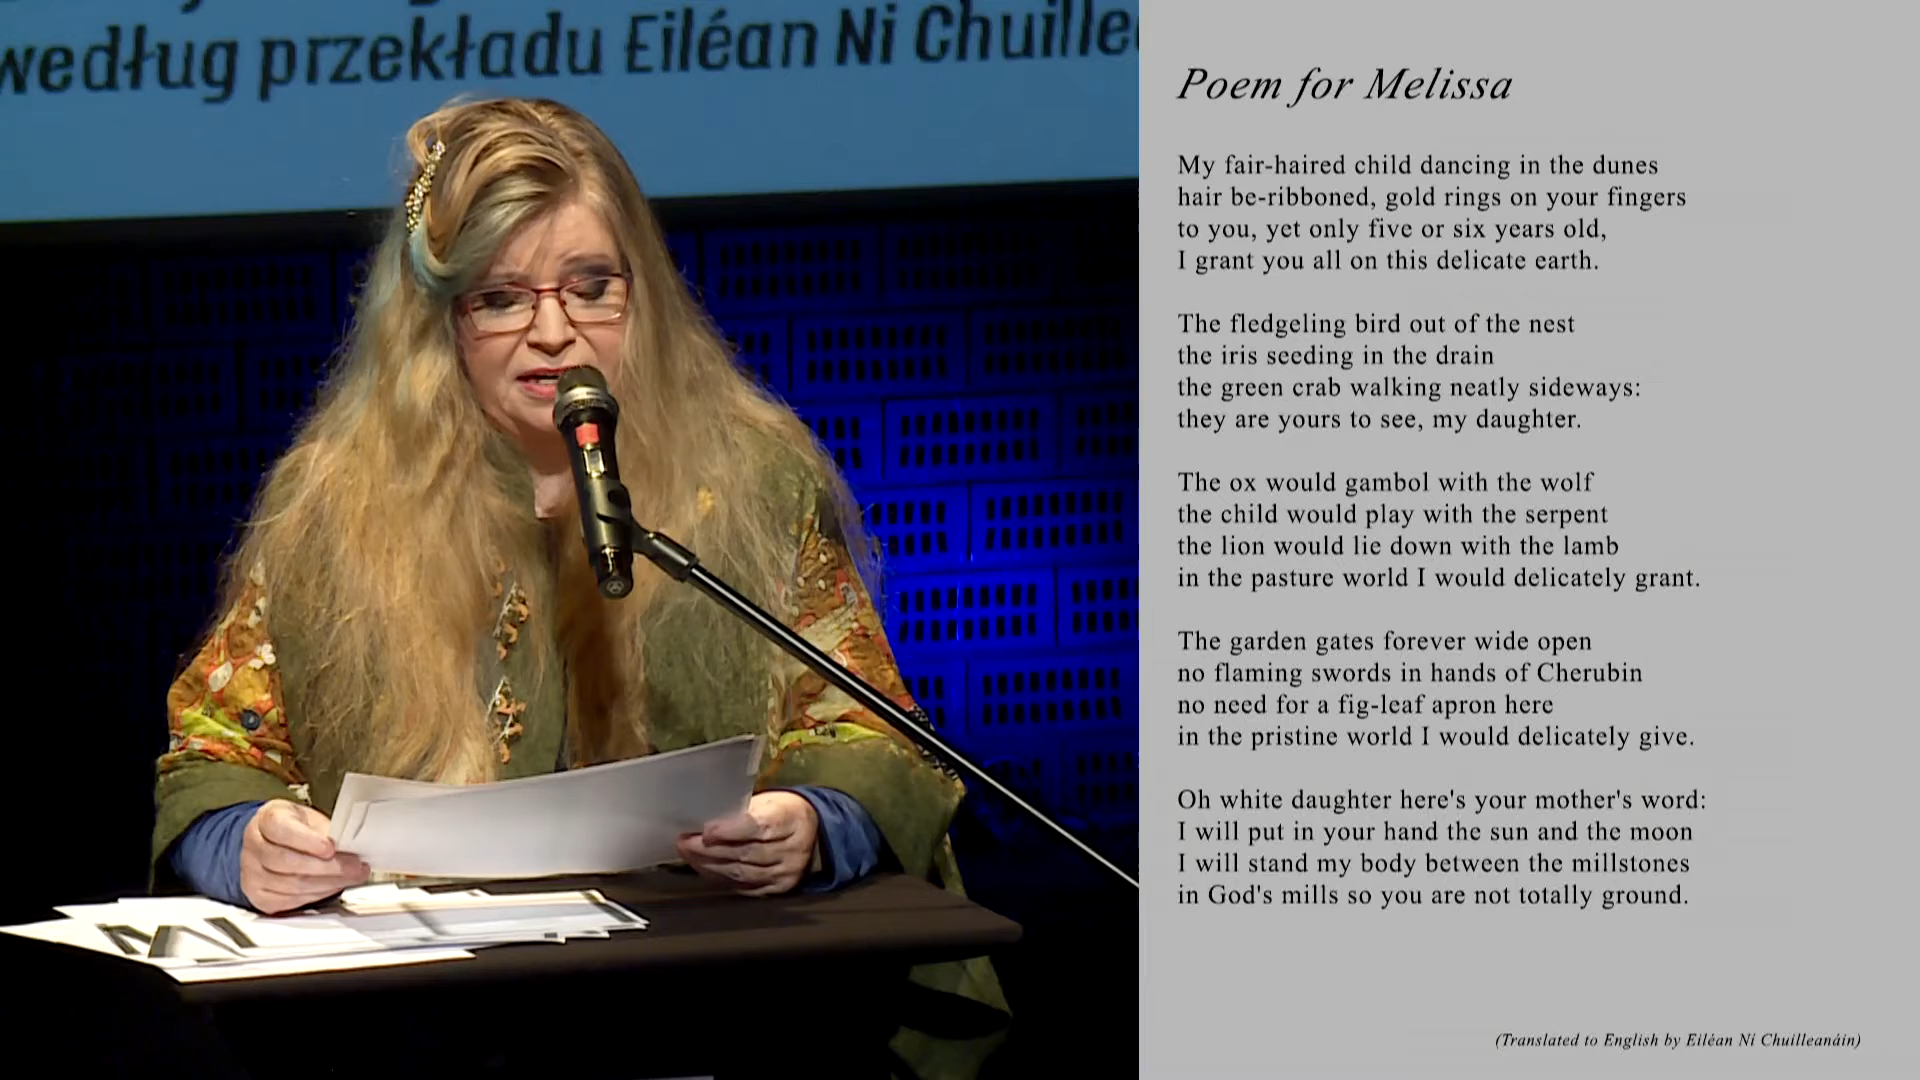 według przekładu Eiléan Ni
Poem for Melissa
My fair-haired child dancing in the dunes
hair be-ribboned, gold rings on your fingers
to you, yet only five or six years old,
I grant you all on this delicate earth.
The fledgeling bird out of the nest
the iris seeding in the drain
the green crab walking neatly sideways:
they are yours to see, my daughter.
The ox would gambol with the wolf
the child would play with the serpent
the lion would lie down with the lamb
in the pasture world I would delicately grant.
The garden gates forever wide open
no flaming swords in hands of Cherubin
no need for a fig-leaf apron here
in the pristine world I would delicately give.
Oh white daughter here's your mother's word:
I will put in your hand the sun and the moon
I will stand my body between the millstones
in God's mills so you are not totally ground.
(Translated to English by Eiléan Ní Chuilleanáin)